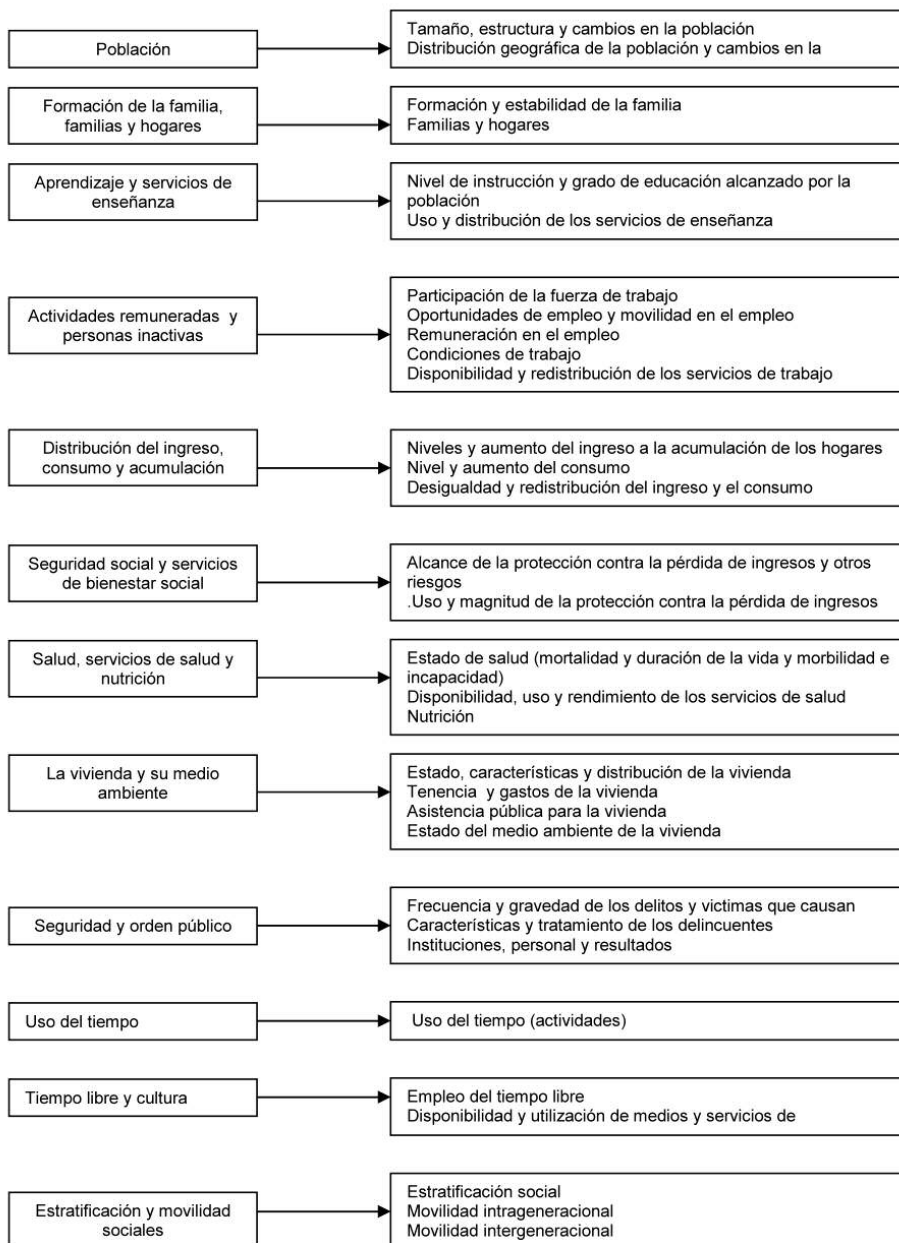 Población
Tamaño, estructura y cambios en la población
Distribución geográfica de la población y cambios en la
Formación de la familia,
familias y hogares
Formación y estabilidad de la familia
Familias y hogares
Aprendizaje y servicios de
enseñanza
Nivel de instrucción y grado de educación alcanzado por la
población
Uso y distribución de los servicios de enseñanza
Actividades remuneradas y
personas inactivas
Participación de la fuerza de trabajo
Oportunidades de empleo y movilidad en el empleo
Remuneración en el empleo
Condiciones de trabajo
Disponibilidad y redistribución de los servicios de trabajo
Distribución del ingreso,
consumo y acumulación
Niveles y aumento del ingreso a la acumulación de los hogares
Nivel y aumento del consumo
Desigualdad y redistribución del ingreso y el consumo
Seguridad social y servicios
de bienestar social
Alcance de la protección contra la pérdida de ingresos y otros
riesgos
.Uso y magnitud de la protección contra la pérdida de ingresos
Salud, servicios de salud y
nutrición
Estado de salud (mortalidad y duración de la vida y morbilidad e
incapacidad)
Disponibilidad, uso y rendimiento de los servicios de salud
Nutrición
La vivienda y su medio
ambiente
Estado, características y distribución de la vivienda
Tenencia y gastos de la vivienda
Asistencia pública para la vivienda
Estado del medio ambiente de la vivienda
Seguridad y orden público
Frecuencia y gravedad de los delitos y victimas que causan
Características y tratamiento de los delincuentes
Instituciones, personal y resultados
Uso del tiempo
Uso del tiempo (actividades)
Tiempo libre y cultura
Empleo del tiempo libre
Disponibilidad y utilización de medios y servicios de
Estratificación y movilidad
sociales
Estratificación social
Movilidad intrageneracional
Movilidad intergeneracional